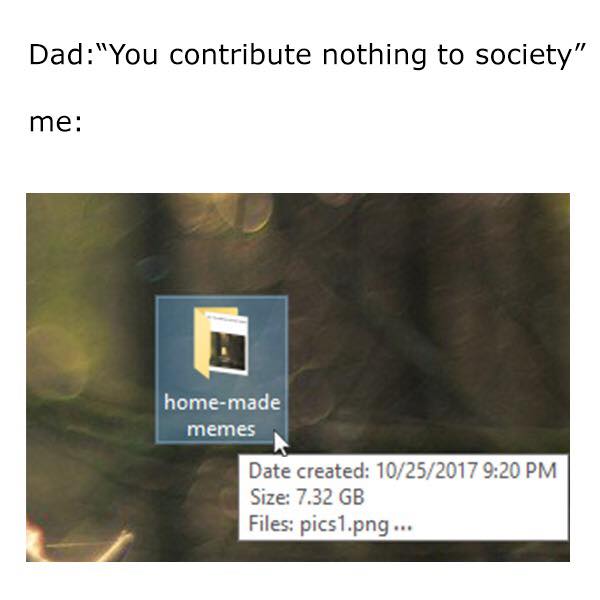 Dad:“You contribute nothing to society”
me:
home-made
memes
Date created: 10/25/2017 9:20 PM
Size: 7.32 GB
Files: pics1.png ...